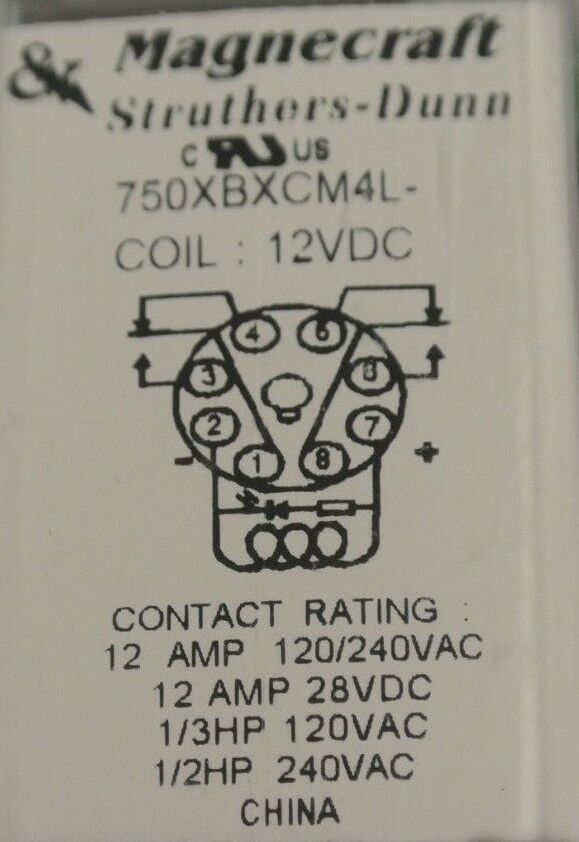 Magnecraft
Struthers-Dunn
C RU US
750XBXCM4L-
COIL : 12VDC
4 5
3 6
2 7
- +
1 8
CONTACT RATING :
12 AMP 120/240VAC
12 AMP 28VDC
1/3HP 120VAC
1/2HP 240VAC
CHINA